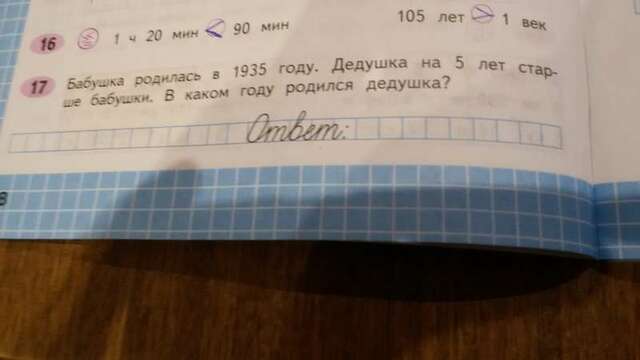 16 1 ч 20 мин < 90 мин 105 лет > 1 век
17 Бабушка родилась в 1935 году. Дедушка на 5 лет стар-
ше бабушки. В каком году родился дедушка?
Ответ:
8